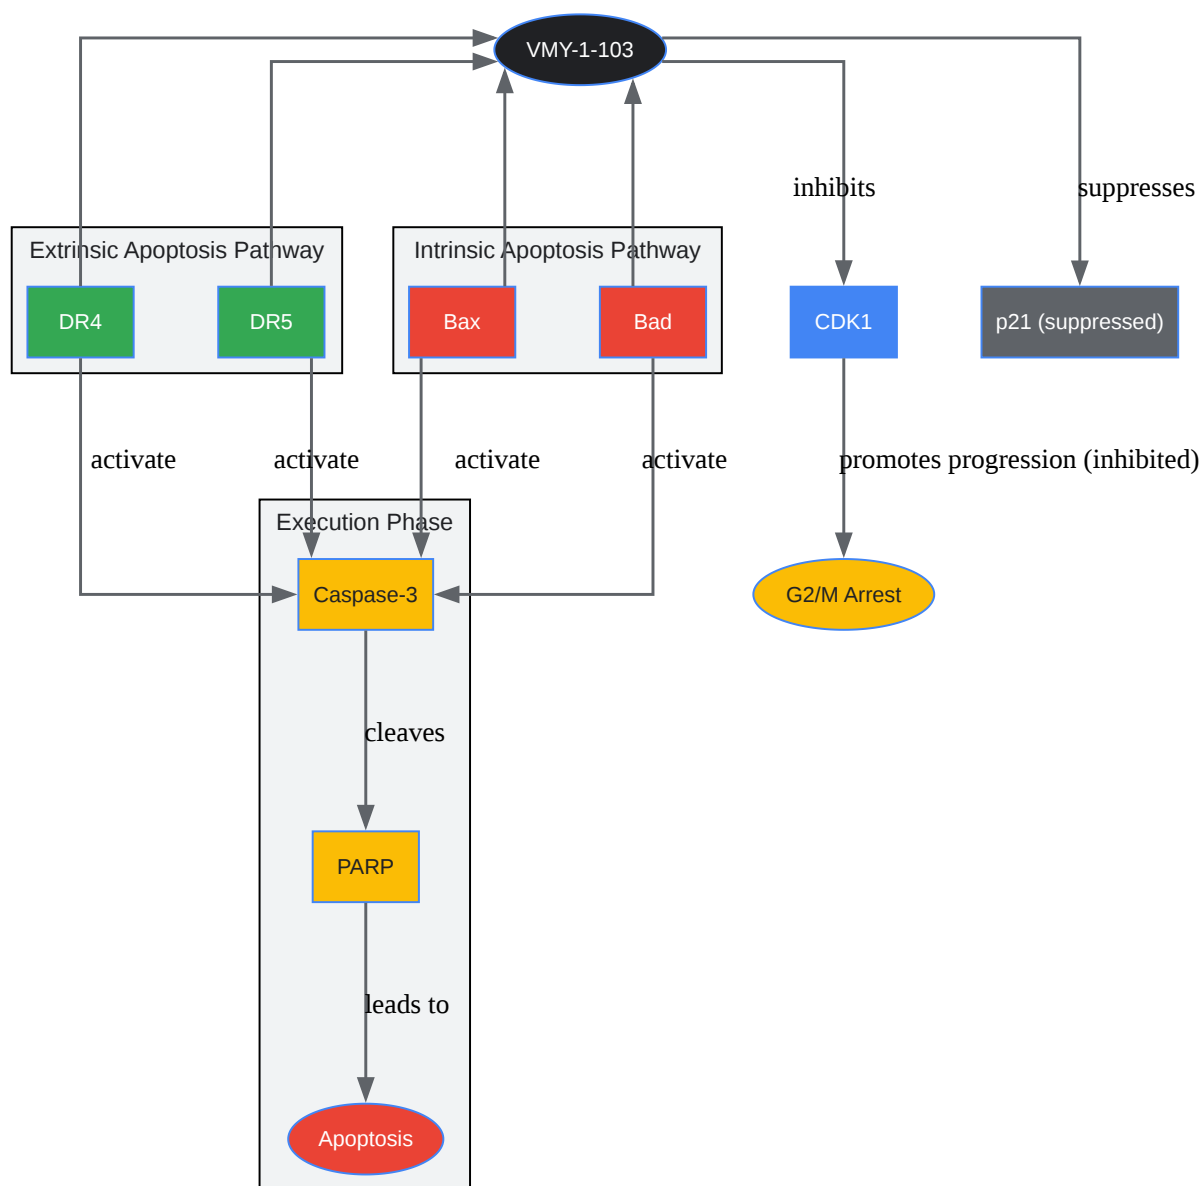 VMY-1-103
inhibits
suppresses
Extrinsic Apoptosis Pathway
Intrinsic Apoptosis Pathway
DR4
DR5
Bax
Bad
CDK1
p21 (suppressed)
activate
activate
activate
activate
promotes progression (inhibited)
Execution Phase
Caspase-3
G2/M Arrest
cleaves
PARP
leads to
Apoptosis